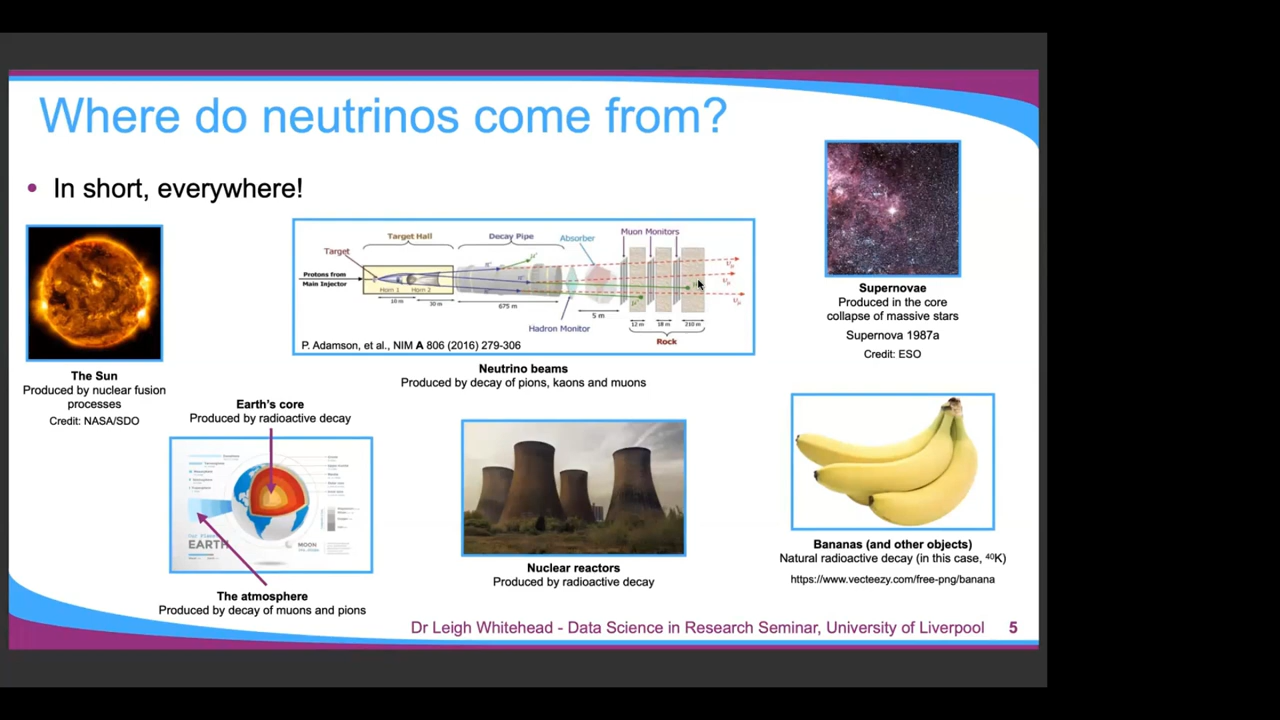 Where do neutrinos come from?
• In short, everywhere!
The Sun
Produced by nuclear fusion
processes
Credit: NASA/SDO
Target Hall
Decay Pipe
Absorber
Muon Monitors
Target
Protons from
Main Injector
Horn 1
Horn 2
10 m
30 m
675 m
Hadron Monitor
5 m
12 m
18 m
210 m
Rock
P. Adamson, et al., NIM A 806 (2016) 279-306
Neutrino beams
Produced by decay of pions, kaons and muons
Supernovae
Produced in the core
collapse of massive stars
Supernova 1987a
Credit: ESO
Earth's core
Produced by radioactive decay
EARTH
MOON
The atmosphere
Produced by decay of muons and pions
Nuclear reactors
Produced by radioactive decay
Bananas (and other objects)
Natural radioactive decay (in this case, ⁴⁰K)
https://www.vecteezy.com/free-png/banana
Dr Leigh Whitehead - Data Science in Research Seminar, University of Liverpool 5